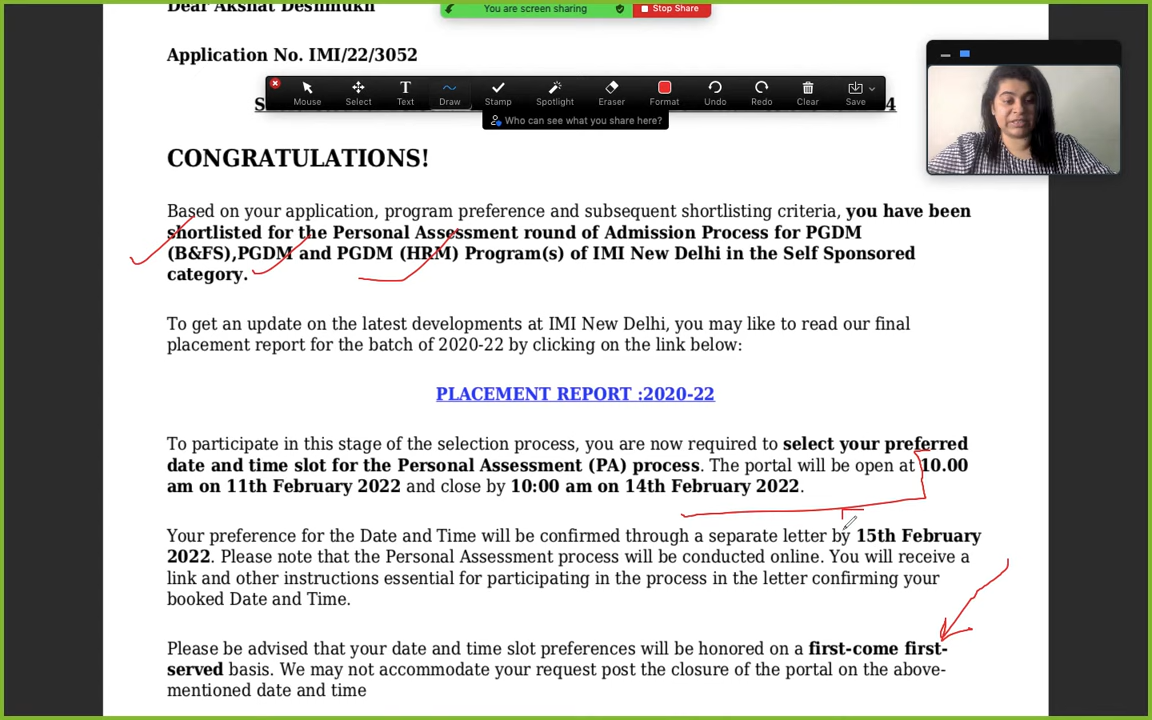 Dear Akshat Deshmukh
You are screen sharing
Stop Share
Application No. IMI/22/3052
Mouse
Select
Text
Draw
Stamp
Spotlight
Eraser
Format
Undo
Redo
Clear
Save
Who can see what you share here?
CONGRATULATIONS!
Based on your application, program preference and subsequent shortlisting criteria, you have been
shortlisted for the Personal Assessment round of Admission Process for PGDM
(B&FS),PGDM and PGDM (HRM) Program(s) of IMI New Delhi in the Self Sponsored
category.
To get an update on the latest developments at IMI New Delhi, you may like to read our final
placement report for the batch of 2020-22 by clicking on the link below:
PLACEMENT REPORT :2020-22
To participate in this stage of the selection process, you are now required to select your preferred
date and time slot for the Personal Assessment (PA) process. The portal will be open at 10.00
am on 11th February 2022 and close by 10:00 am on 14th February 2022.
Your preference for the Date and Time will be confirmed through a separate letter by 15th February
2022. Please note that the Personal Assessment process will be conducted online. You will receive a
link and other instructions essential for participating in the process in the letter confirming your
booked Date and Time.
Please be advised that your date and time slot preferences will be honored on a first-come first-
served basis. We may not accommodate your request post the closure of the portal on the above-
mentioned date and time